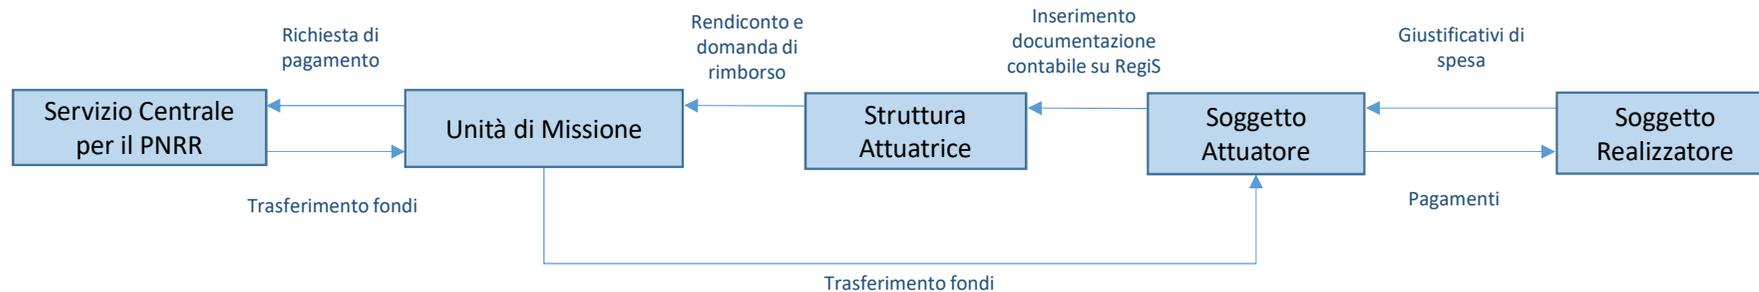 Richiesta di
pagamento
Rendiconto e
domanda di
rimborso
Inserimento
documentazione
contabile su RegiS
Giustificativi di
spesa
Servizio Centrale
per il PNRR
Unità di Missione
Struttura
Attuatrice
Soggetto
Attuatore
Soggetto
Realizzatore
Trasferimento fondi
Pagamenti
Trasferimento fondi